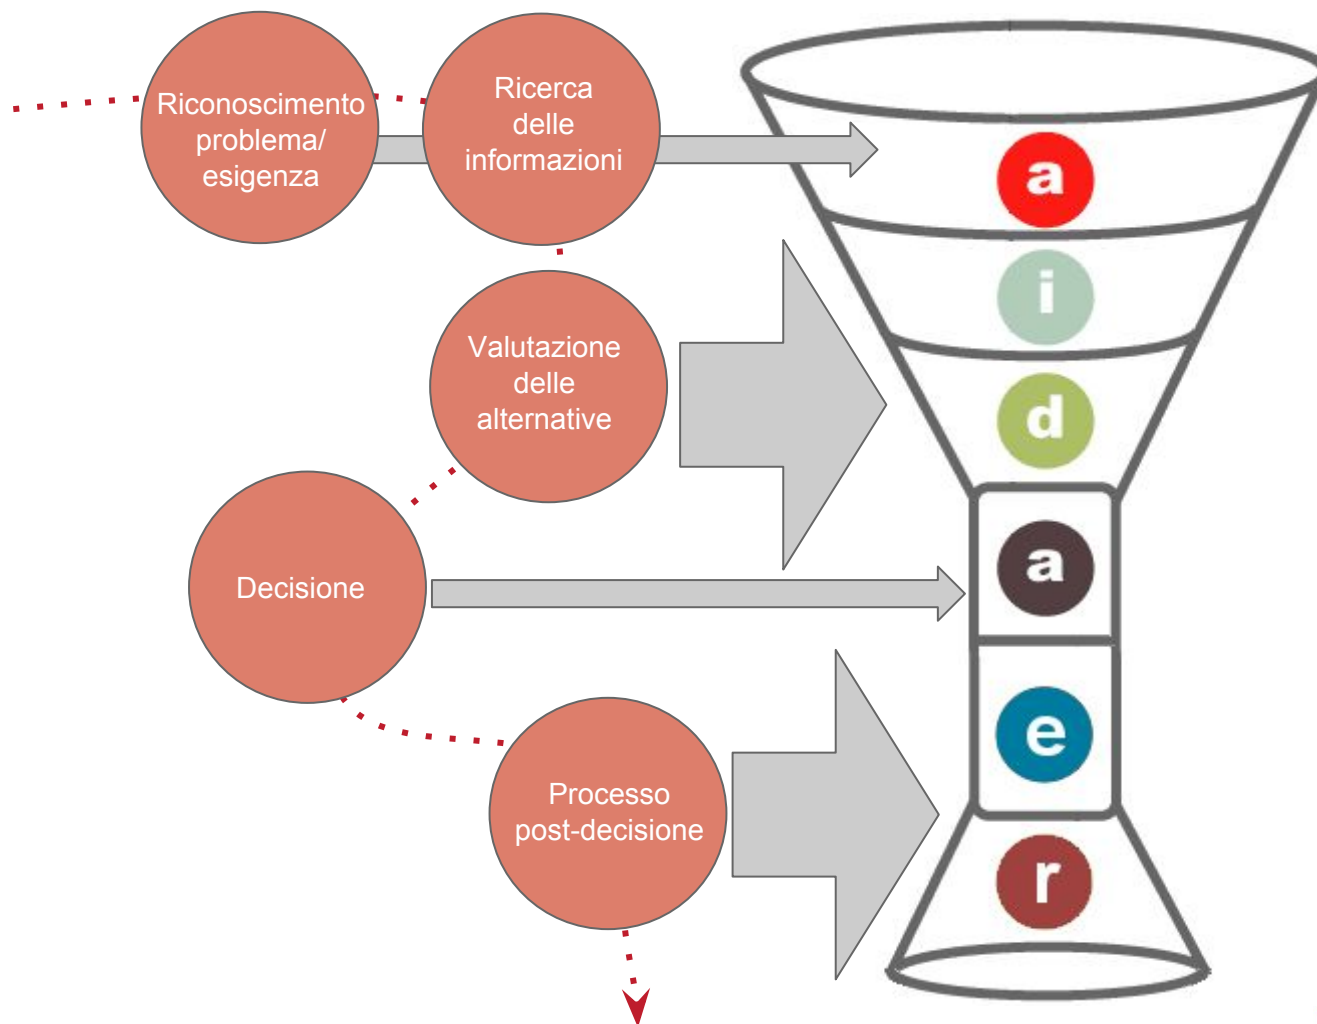 Riconoscimento
problema/
esigenza
Ricerca
delle
informazioni
a
i
Valutazione
delle
alternative
d
Decisione
a
e
Processo
post-decisione
r